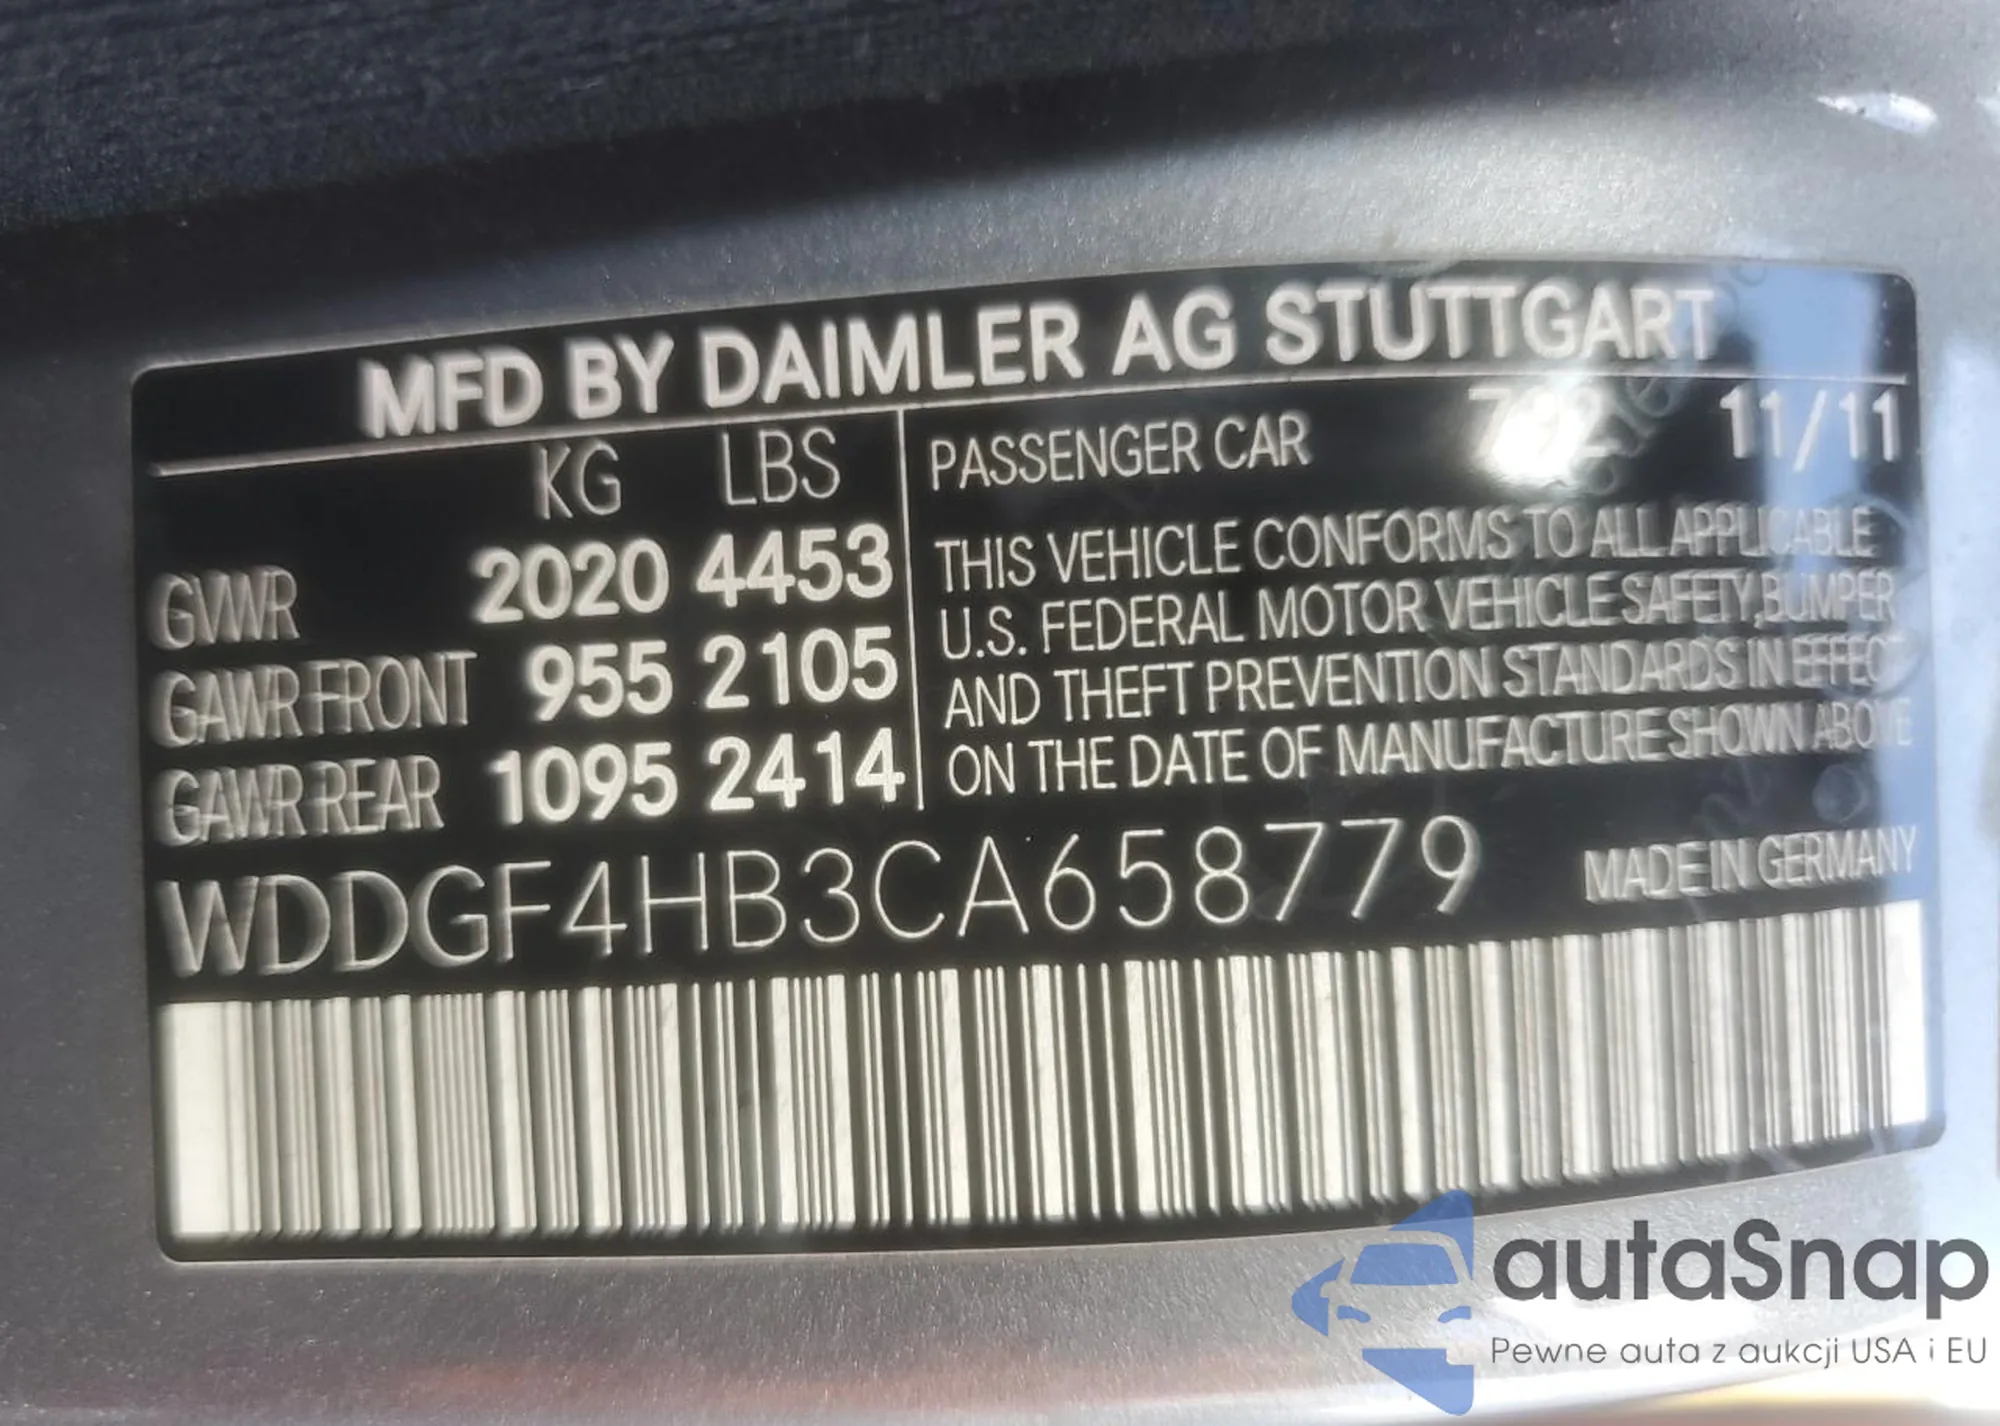 MFD BY DAIMLER AG STUTTGART
KG LBS
GVWR 2020 4453
GAWR FRONT 955 2105
GAWR REAR 1095 2414
PASSENGER CAR 792 11/11
THIS VEHICLE CONFORMS TO ALL APPLICABLE
U.S. FEDERAL MOTOR VEHICLE SAFETY,BUMPER
AND THEFT PREVENTION STANDARDS IN EFFECT
ON THE DATE OF MANUFACTURE SHOWN ABOVE
WDDGF4HB3CA658779
MADE IN GERMANY
autaSnap
Pewne auta z aukcji USA i EU